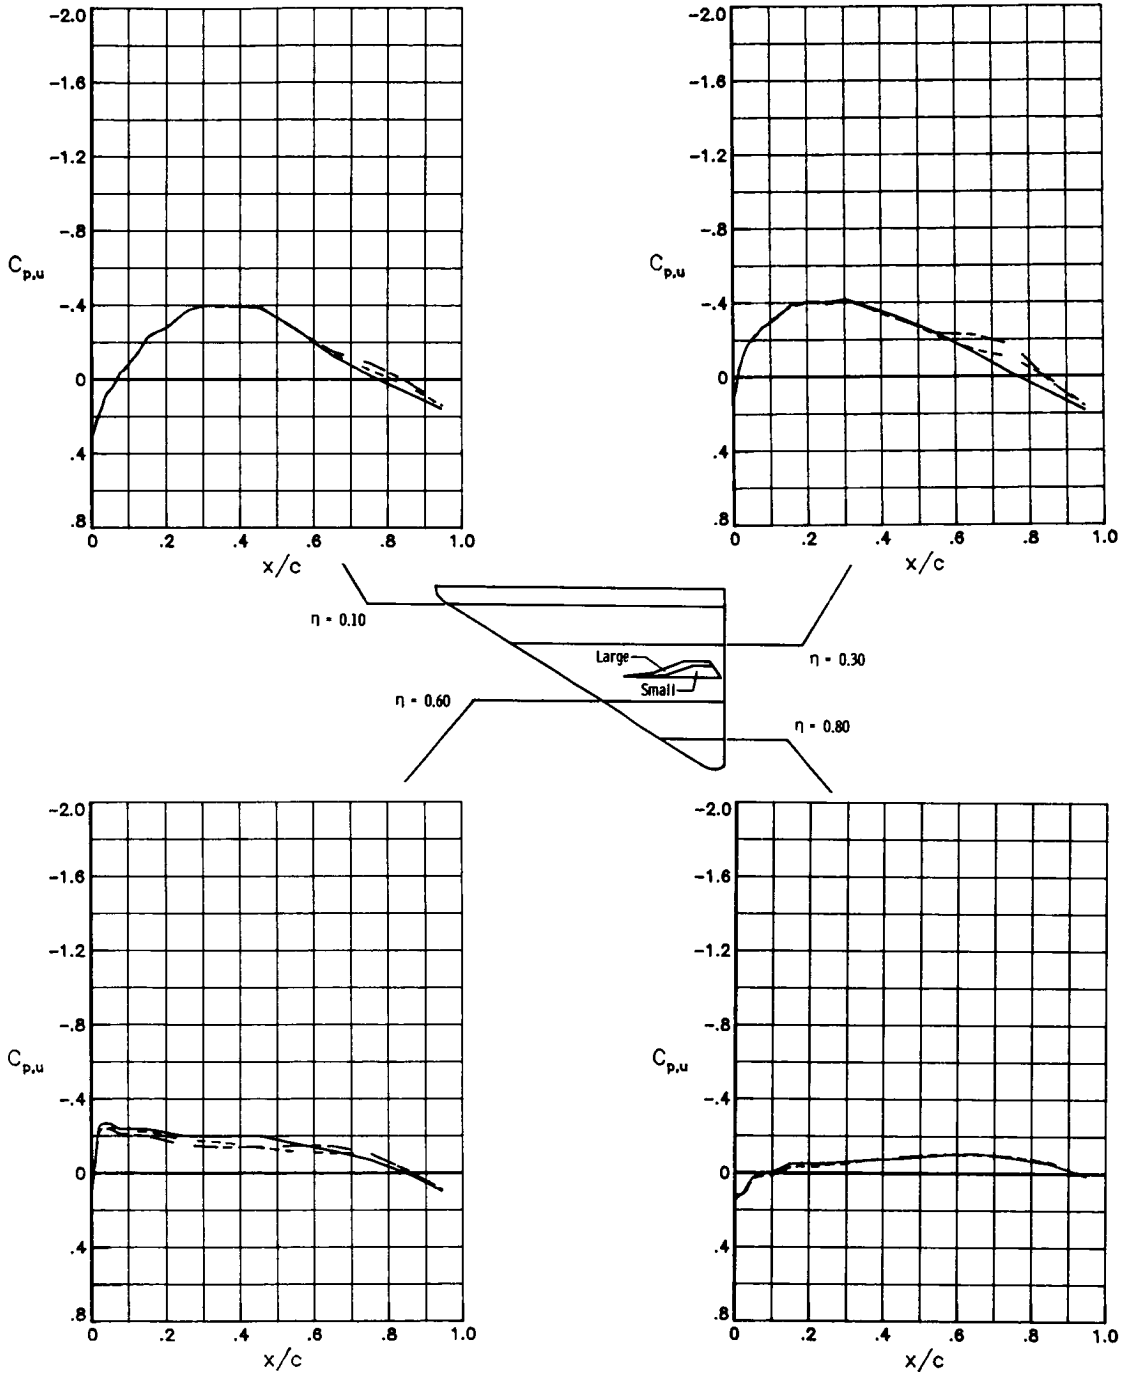 -2.0
-1.6
-1.2
-.8
C_{p,u}
-.4
0
.4
.8
0 .2 .4 .6 .8 1.0
x/c
-2.0
-1.6
-1.2
-.8
C_{p,u}
-.4
0
.4
.8
0 .2 .4 .6 .8 1.0
x/c
η = 0.10
η = 0.30
Large
Small
η = 0.60
η = 0.80
-2.0
-1.6
-1.2
-.8
C_{p,u}
-.4
0
.4
.8
0 .2 .4 .6 .8 1.0
x/c
-2.0
-1.6
-1.2
-.8
C_{p,u}
-.4
0
.4
.8
0 .2 .4 .6 .8 1.0
x/c